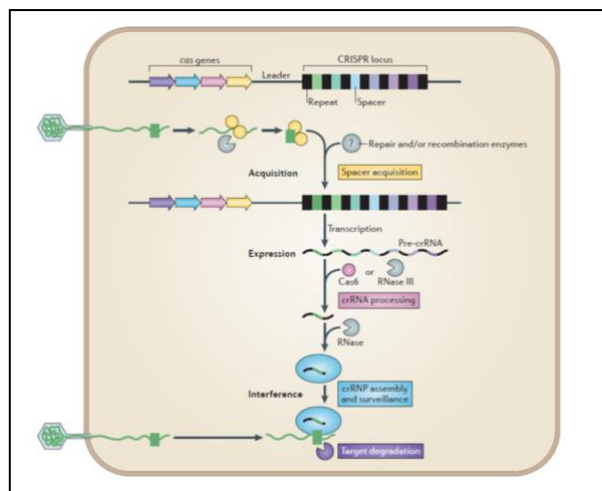 cas genes
CRISPR locus
Leader
Repeat
Spacer
?
Repair and/or recombination enzymes
Acquisition
Spacer acquisition
Transcription
Pre-crRNA
Expression
Cas6
or
RNase III
crRNA processing
RNase
Interference
crRNP assembly
and surveillance
Target degradation